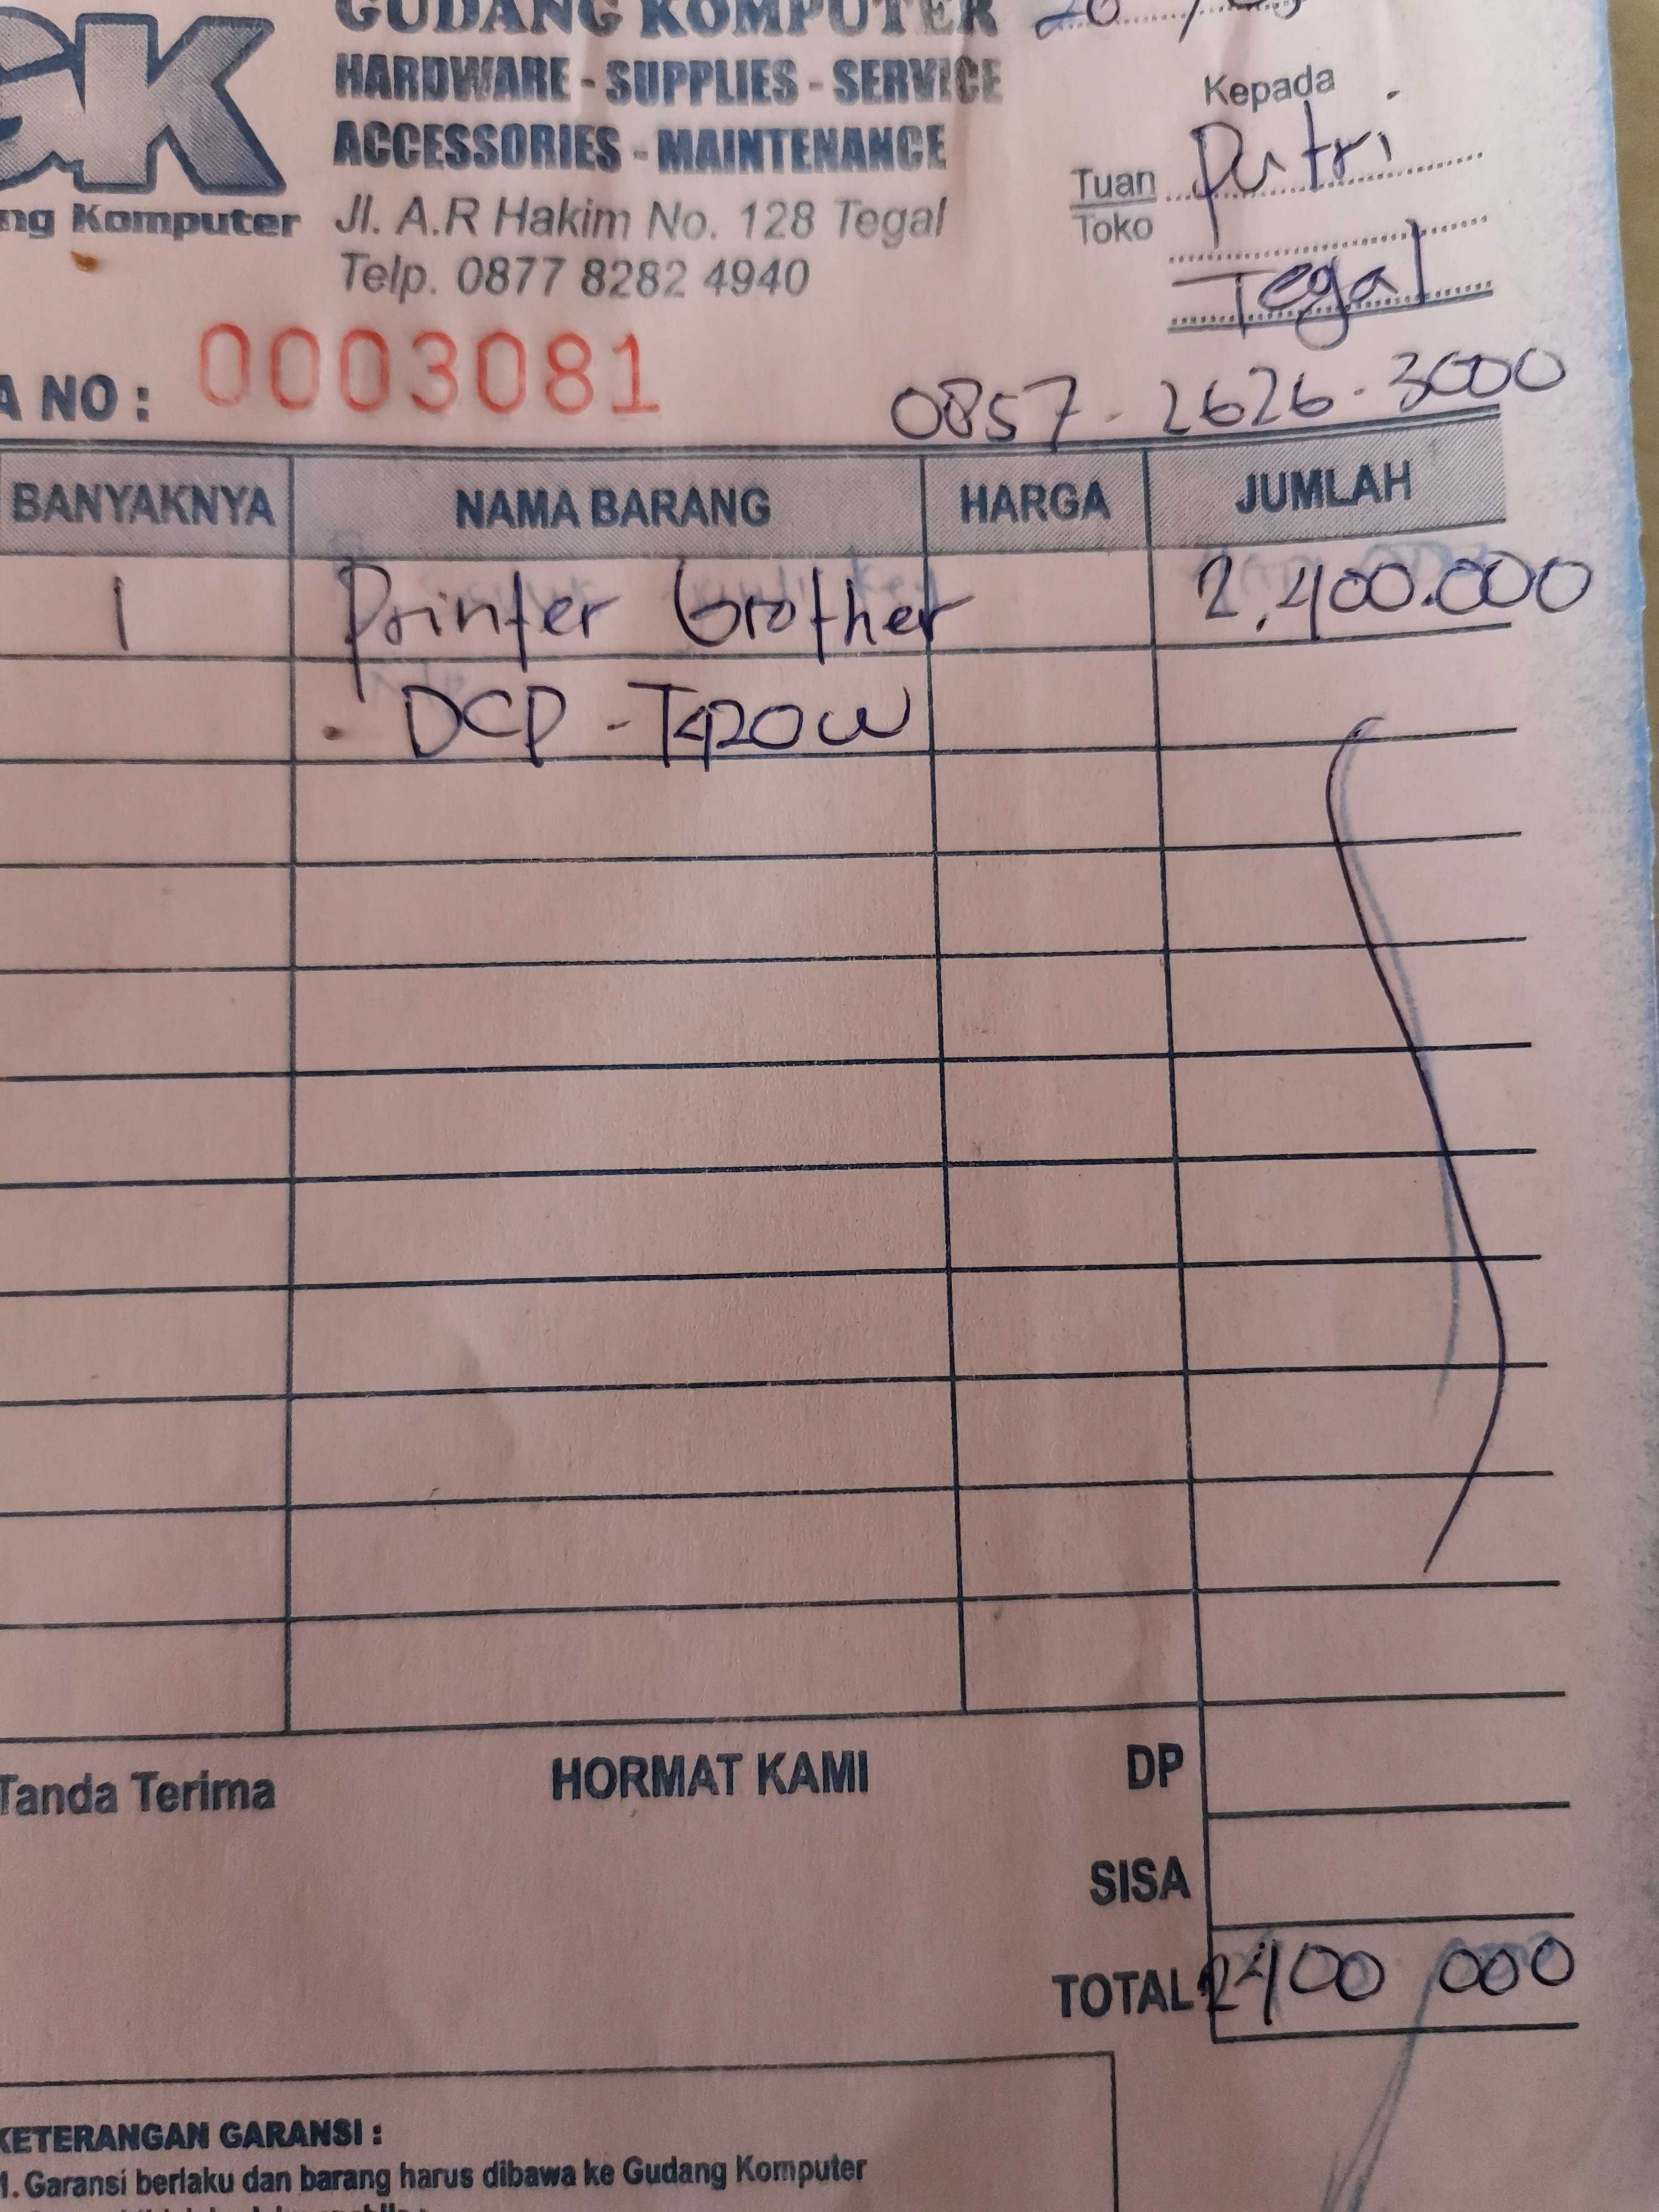 GUDANG KOMPUTER
HARDWARE - SUPPLIES - SERVICE
ACCESSORIES - MAINTENANCE
Jl. A.R Hakim No. 128 Tegal
Telp. 0877 8282 4940
GK
ng Komputer
Kepada
Tuan Putri
Toko
Tegal
A NO : 0003081
0857-2626-3000
BANYAKNYA NAMA BARANG HARGA JUMLAH
1 Printer brother 2.400.000
DCP - T420W
Tanda Terima HORMAT KAMI DP
SISA
TOTAL 2400 000
KETERANGAN GARANSI :
1. Garansi berlaku dan barang harus dibawa ke Gudang Komputer